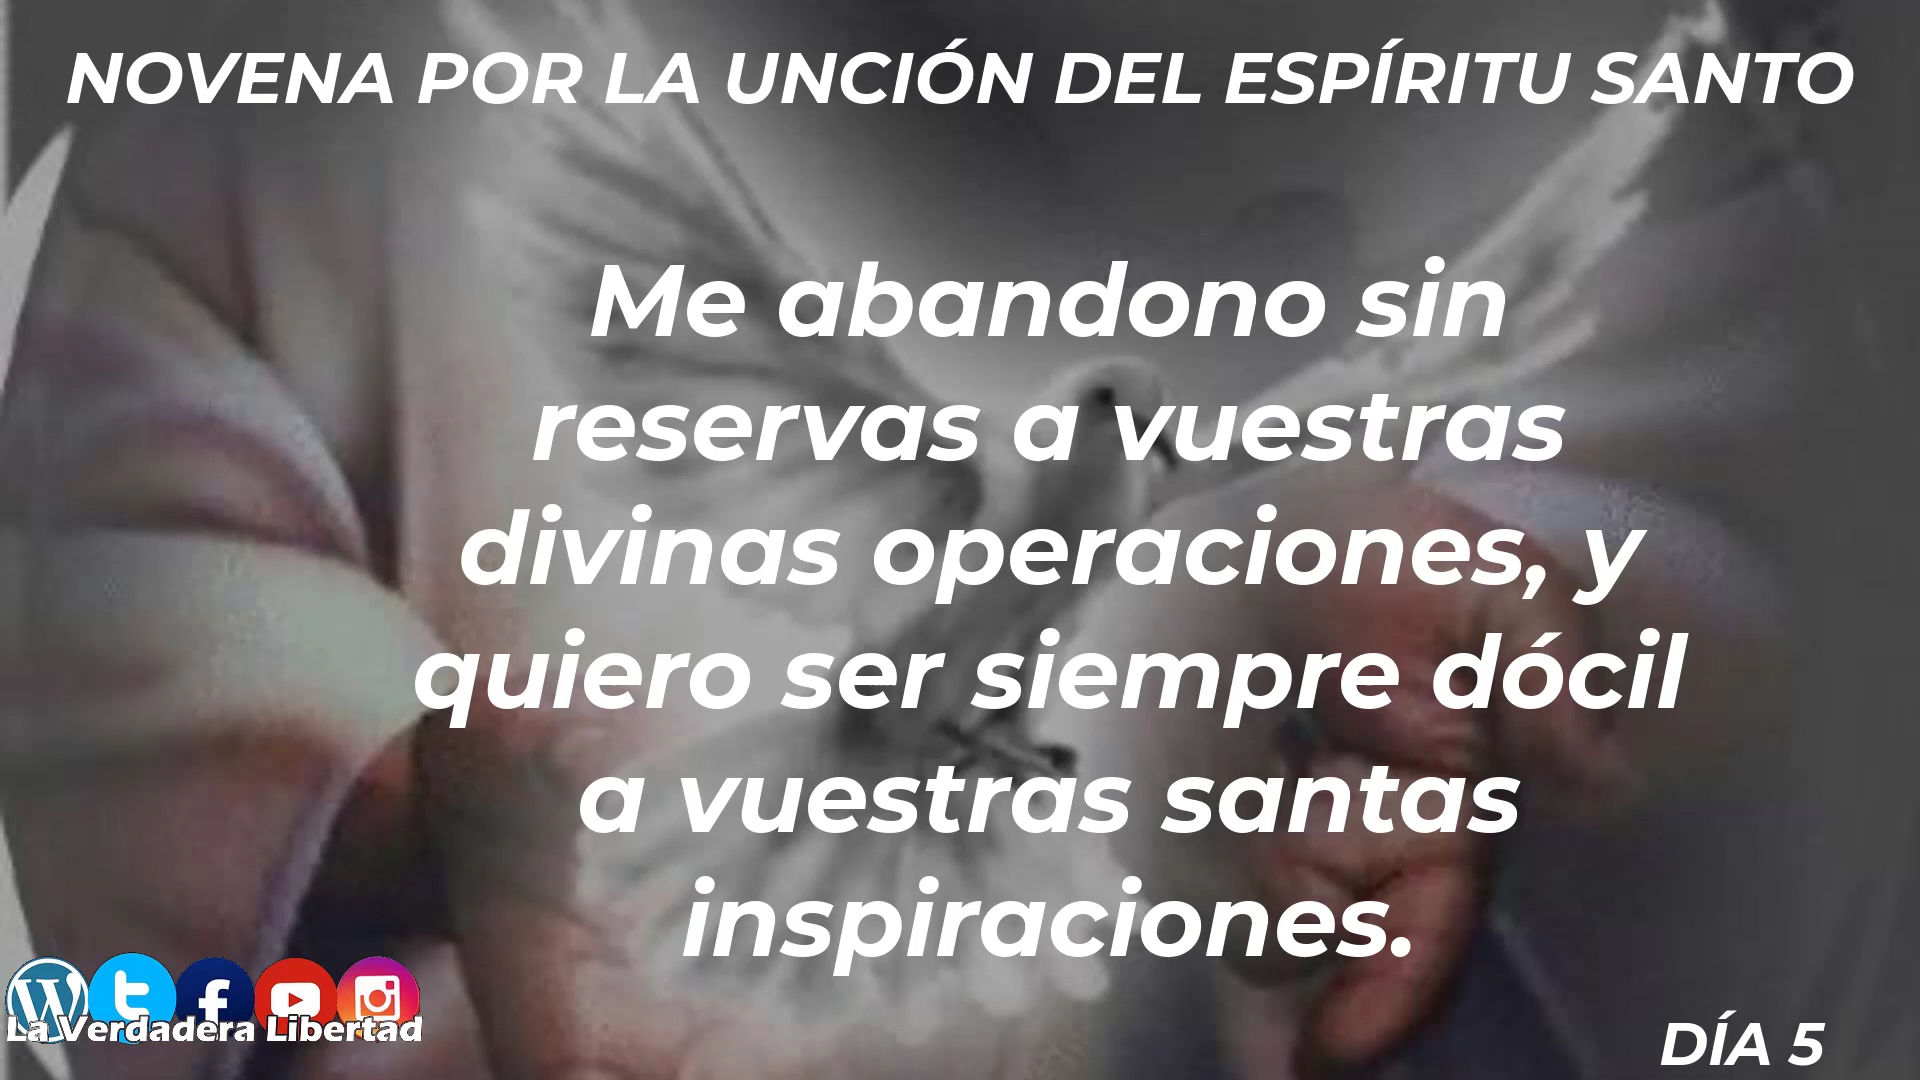 NOVENA POR LA UNCIÓN DEL ESPÍRITU SANTO
Me abandono sin
reservas a vuestras
divinas operaciones, y
quiero ser siempre dócil
a vuestras santas
inspiraciones.
La Verdadera Libertad
DÍA 5